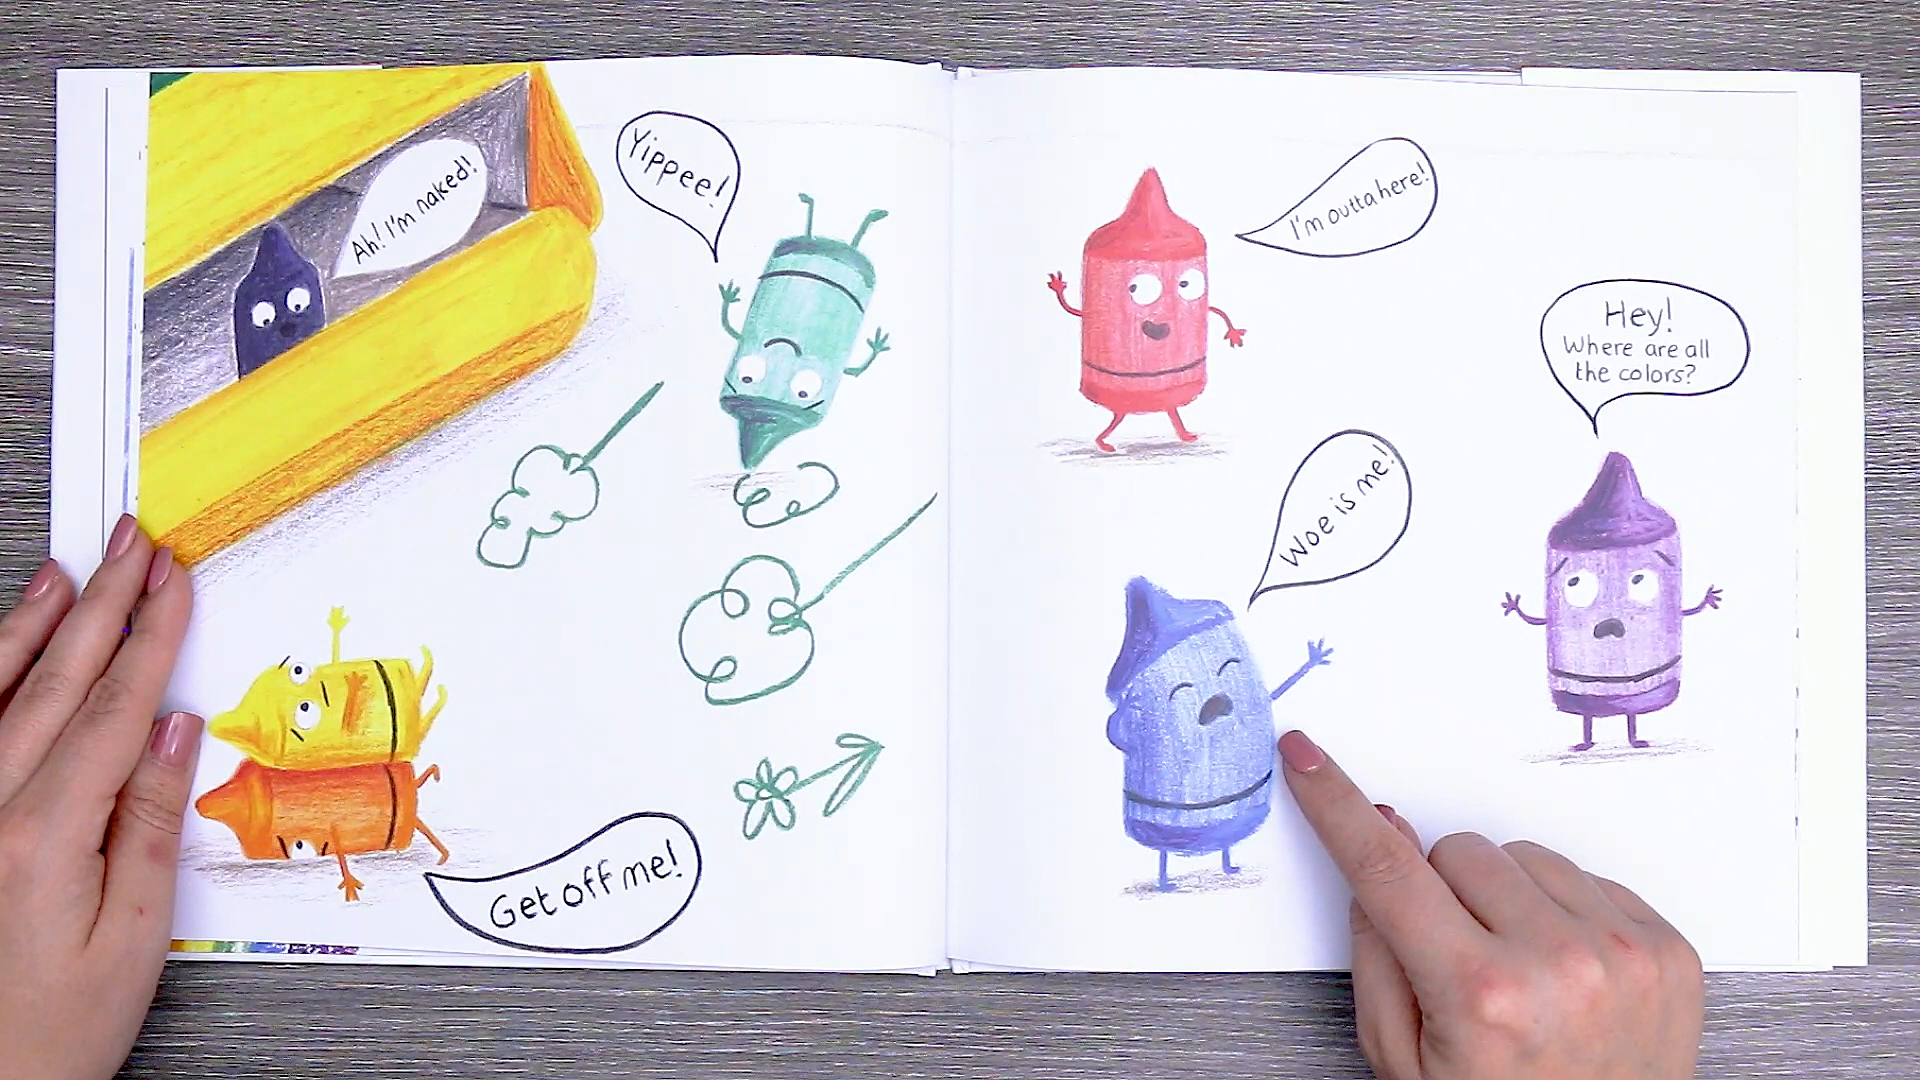 Ah! I'm naked!
Yippee!
Get off me!
I'm outta here!
Woe is me!
Hey!
Where are all
the colors?